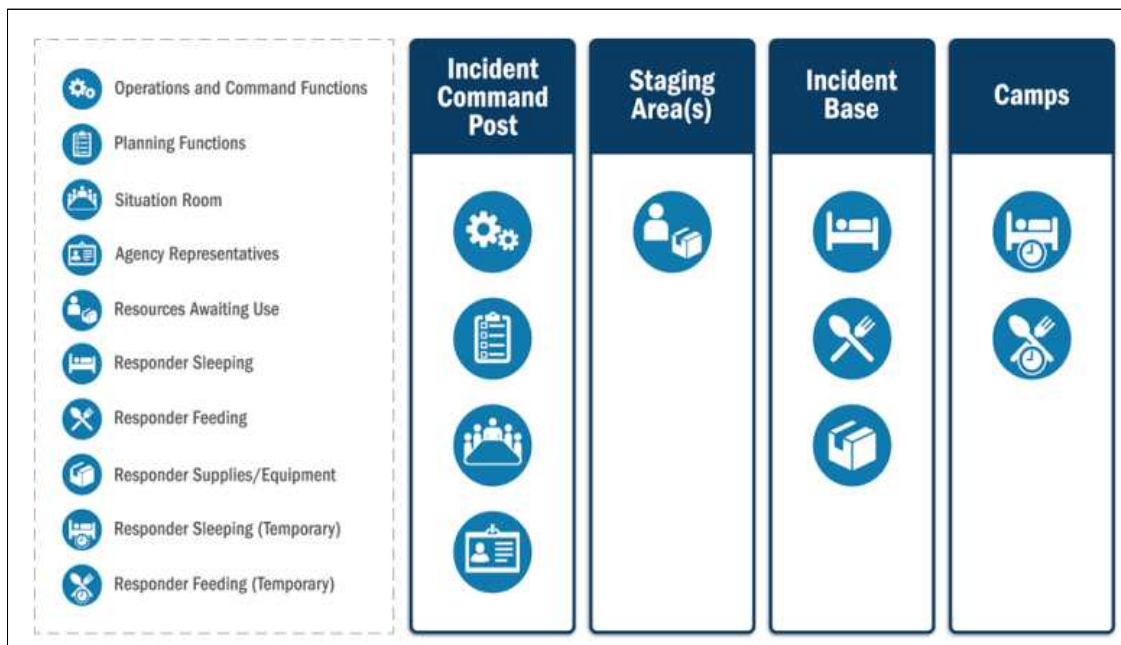 Operations and Command Functions
Planning Functions
Situation Room
Agency Representatives
Resources Awaiting Use
Responder Sleeping
Responder Feeding
Responder Supplies/Equipment
Responder Sleeping (Temporary)
Responder Feeding (Temporary)
Incident
Command
Post
Staging
Area(s)
Incident
Base
Camps